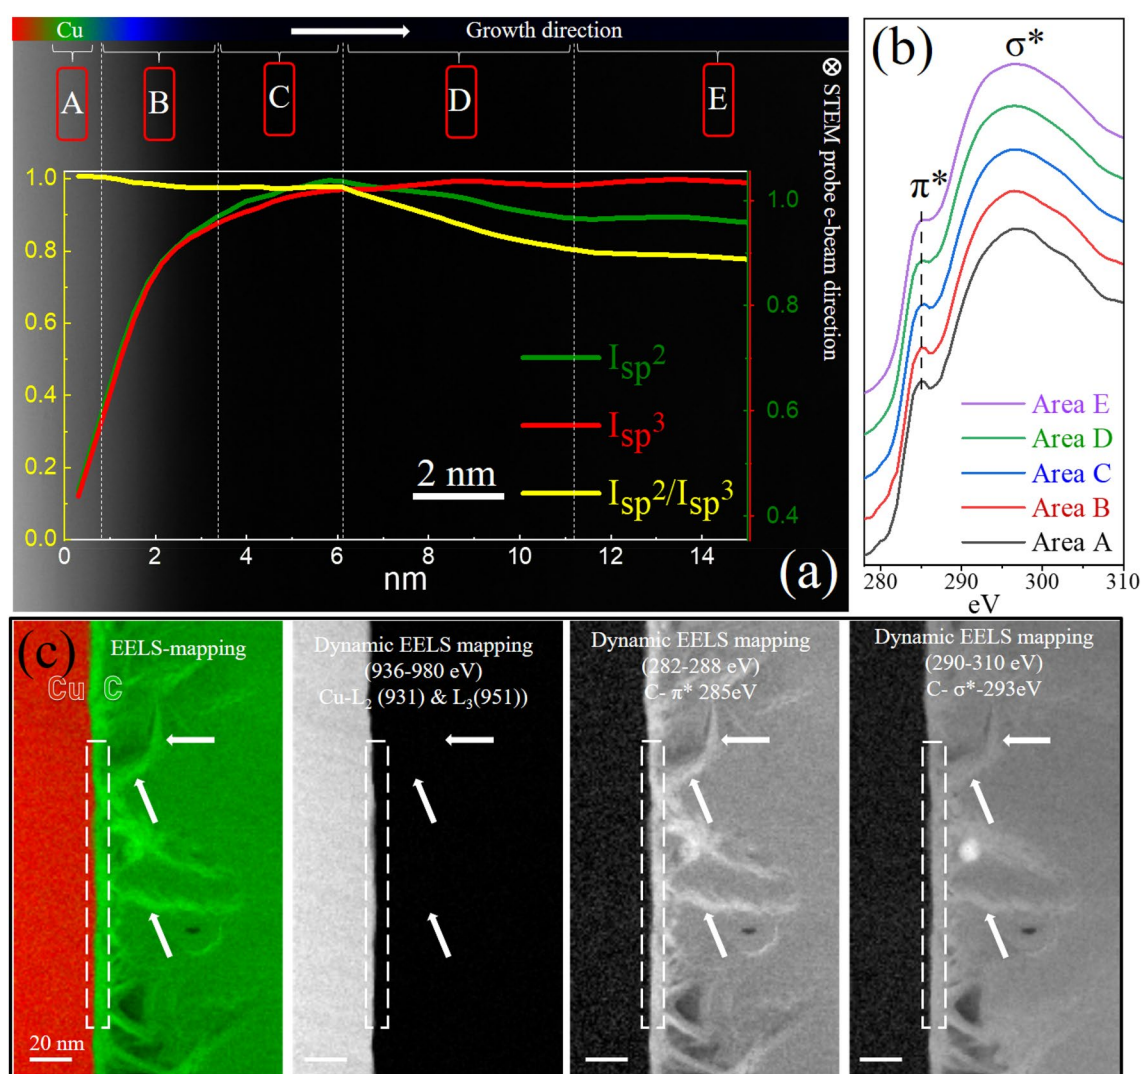 Cu
Growth direction
A
B
C
D
E
⊗ STEM probe e-beam direction
1.0
0.8
0.6
0.4
0.2
0.0
1.0
0.8
0.6
0.4
Isp²
Isp³
Isp²/Isp³
2 nm
0 2 4 6 8 10 12 14
nm
(a)
(b)
σ*
π*
Area E
Area D
Area C
Area B
Area A
280 290 300 310
eV
(c)
EELS-mapping
Cu C
20 nm
Dynamic EELS mapping
(936-980 eV)
Cu-L₂ (931) & L₃(951))
Dynamic EELS mapping
(282-288 eV)
C- π* 285eV
Dynamic EELS mapping
(290-310 eV)
C- σ*-293eV